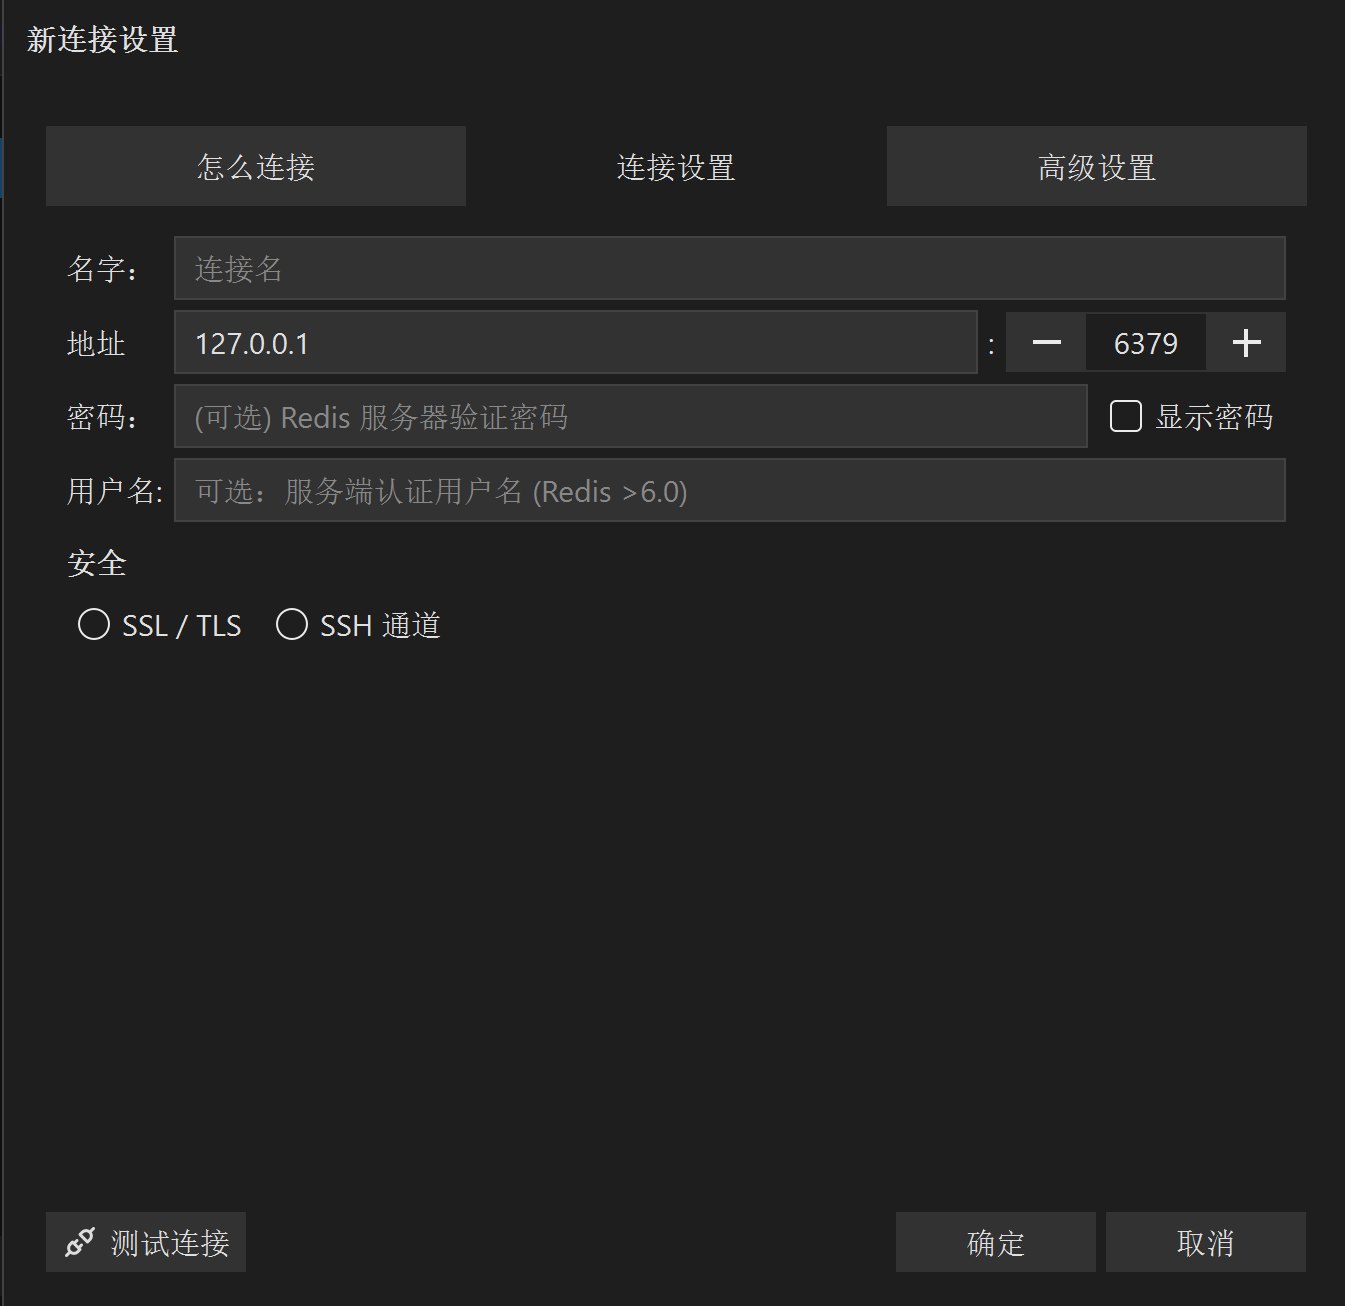 新连接设置
怎么连接 连接设置 高级设置
名字： 连接名
地址 127.0.0.1 : 6379
密码： (可选) Redis 服务器验证密码 显示密码
用户名: 可选：服务端认证用户名 (Redis >6.0)
安全
SSL / TLS SSH 通道
测试连接 确定 取消